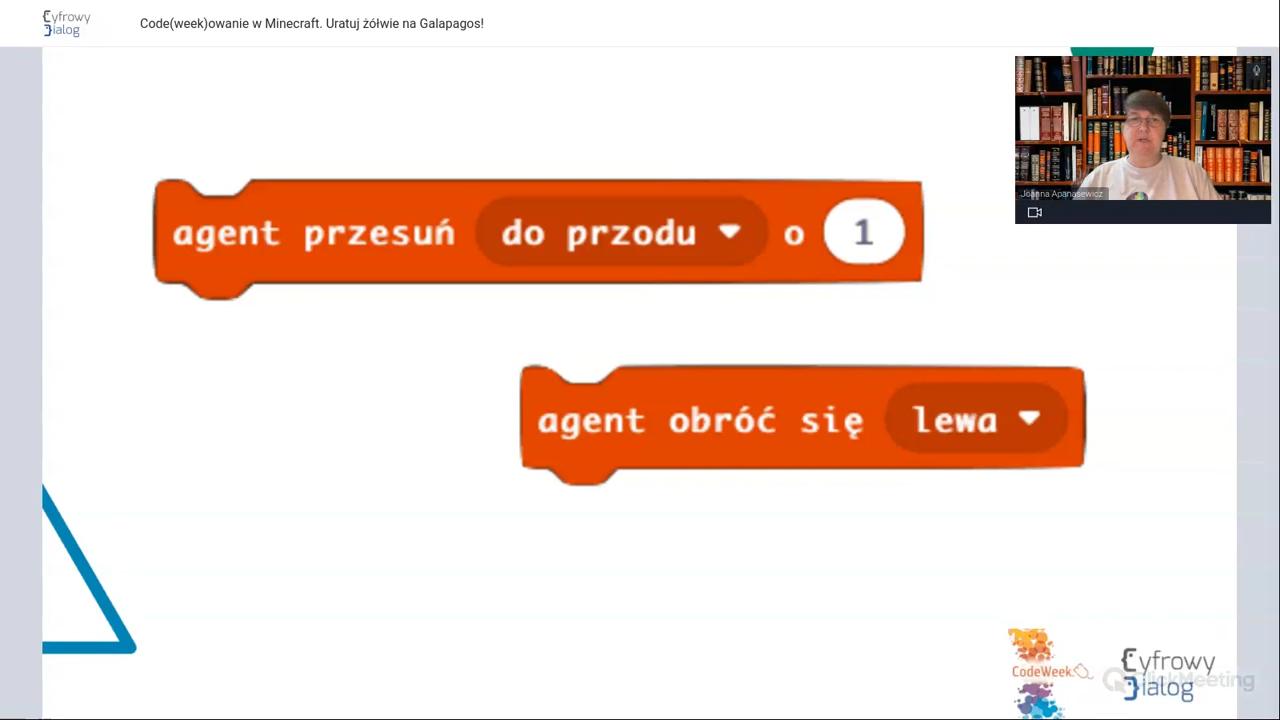 Cyfrowy
Dialog
Code(week)owanie w Minecraft. Uratuj żółwie na Galapagos!
Joanna Apanasewicz
agent przesuń do przodu o 1
agent obróć się lewa
CodeWeek
Cyfrowy
Dialog
ClickMeeting